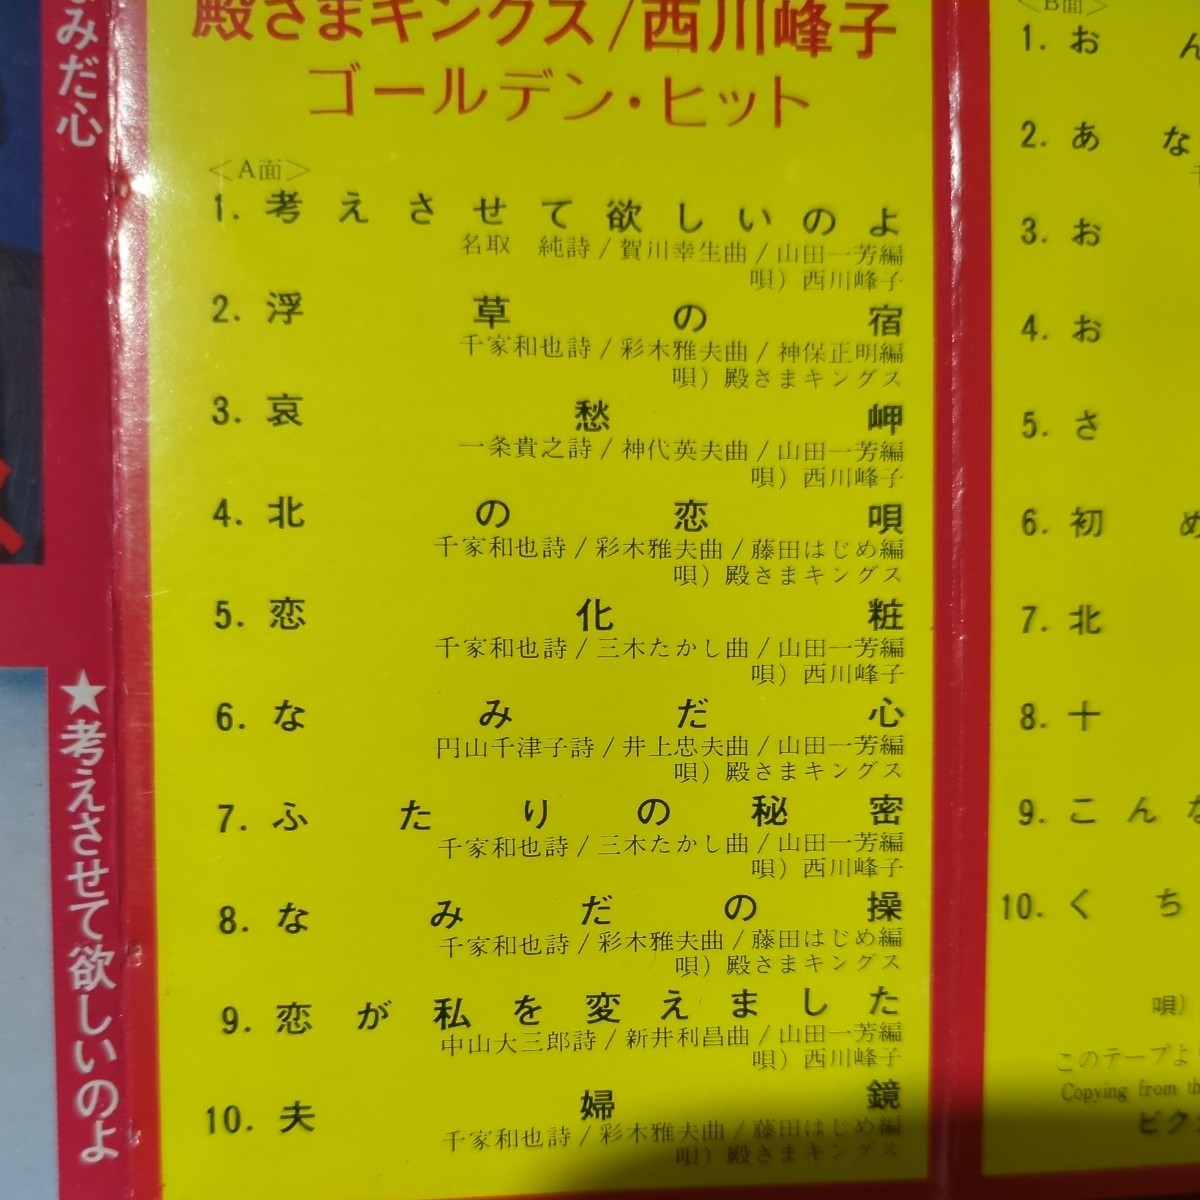 みだ心
★考えさせて欲しいのよ
殿さまキングス/西川峰子
ゴールデン・ヒット
<A面>
1. 考えさせて欲しいのよ
名取 純詩/賀川幸生曲/山田一芳編
唄)西川峰子
2. 浮草の宿
千家和也詩/彩木雅夫曲/神保正明編
唄)殿さまキングス
3. 哀愁岬
一条貴之詩/神代英夫曲/山田一芳編
唄)西川峰子
4. 北の恋唄
千家和也詩/彩木雅夫曲/藤田はじめ編
唄)殿さまキングス
5. 恋化粧
千家和也詩/三木たかし曲/山田一芳編
唄)西川峰子
6. なみだ心
円山千津子詩/井上忠夫曲/山田一芳編
唄)殿さまキングス
7. ふたりの秘密
千家和也詩/三木たかし曲/山田一芳編
唄)西川峰子
8. なみだの操
千家和也詩/彩木雅夫曲/藤田はじめ編
唄)殿さまキングス
9. 恋が私を変えました
中山大三郎詩/新井利昌曲/山田一芳編
唄)西川峰子
10. 夫婦鏡
千家和也詩/彩木雅夫曲/藤田はじめ編
唄)殿さまキングス
<B面>
1. お ん
2. あ な
3. お
4. お
5. さ
6. 初 め
7. 北
8. 十
9. こ ん な
10. く ち
唄)
このテープよ
Copying from th
ビク